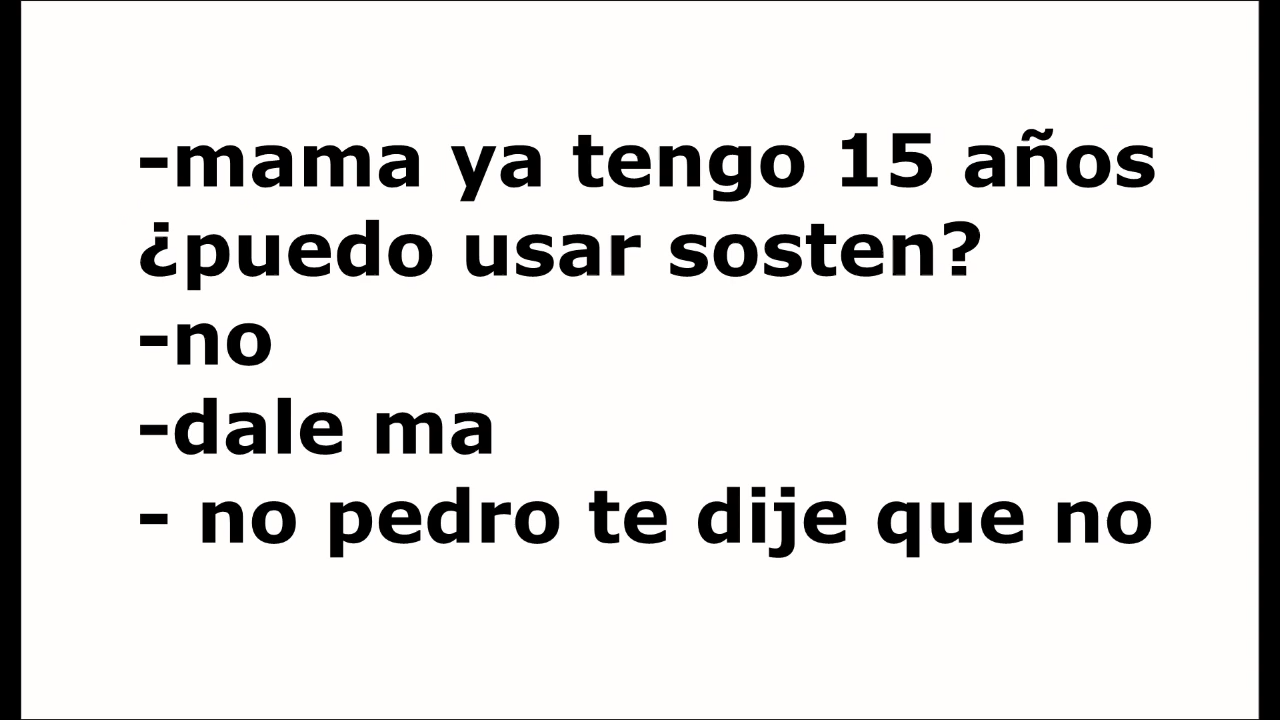 -mama ya tengo 15 años
¿puedo usar sosten?
-no
-dale ma
- no pedro te dije que no